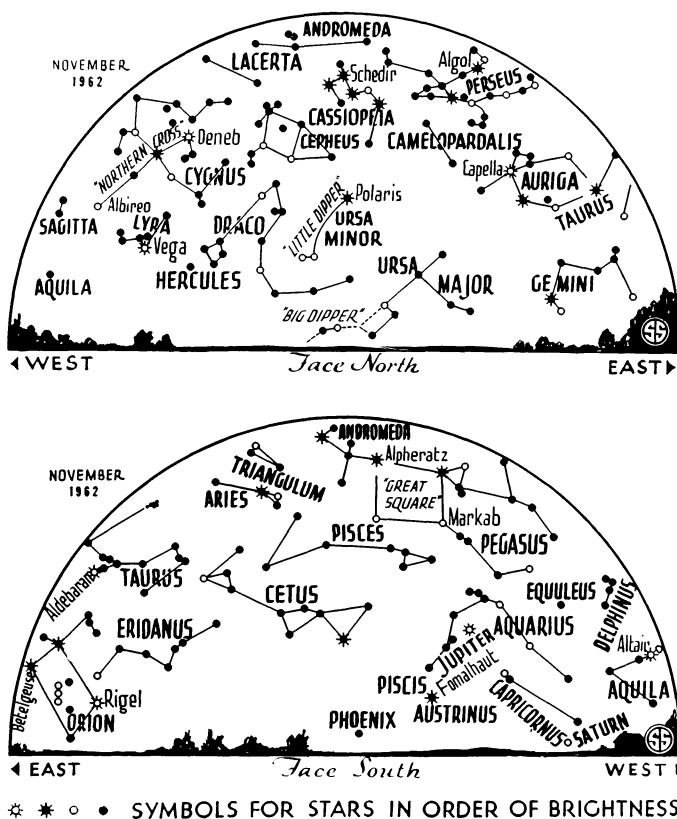 ANDROMEDA
NOVEMBER
1962
LACERTA
Schedir
Algol
PERSEUS
CASSIOPEIA
"NORTHERN CROSS"
Deneb
CEPHEUS
CAMELOPARDALIS
CYGNUS
Capella
AURIGA
TAURUS
Albireo
SAGITTA
LYRA
Vega
DRACO
"LITTLE DIPPER"
Polaris
URSA
MINOR
HERCULES
AQUILA
URSA
MAJOR
GEMINI
"BIG DIPPER"
SS
WEST
Face North
EAST
ANDROMEDA
Alpheratz
NOVEMBER
1962
TRIANGULUM
ARIES
"GREAT
SQUARE"
Markab
PISCES
PEGASUS
Aldebaran
TAURUS
CETUS
EQUULEUS
DELPHINUS
ERIDANUS
AQUARIUS
JUPITER
Altair
Fomalhaut
Betelgeuse
Rigel
ORION
PISCIS
AUSTRINUS
CAPRICORNUS
AQUILA
PHOENIX
SATURN
SS
EAST
Face South
WEST
SYMBOLS FOR STARS IN ORDER OF BRIGHTNESS